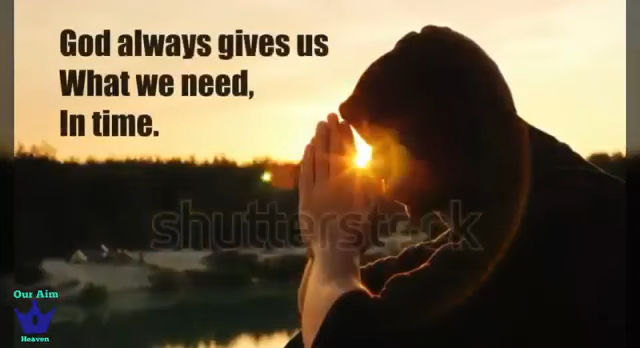 God always gives us
What we need,
In time.
shutterstock
Our Aim
Heaven